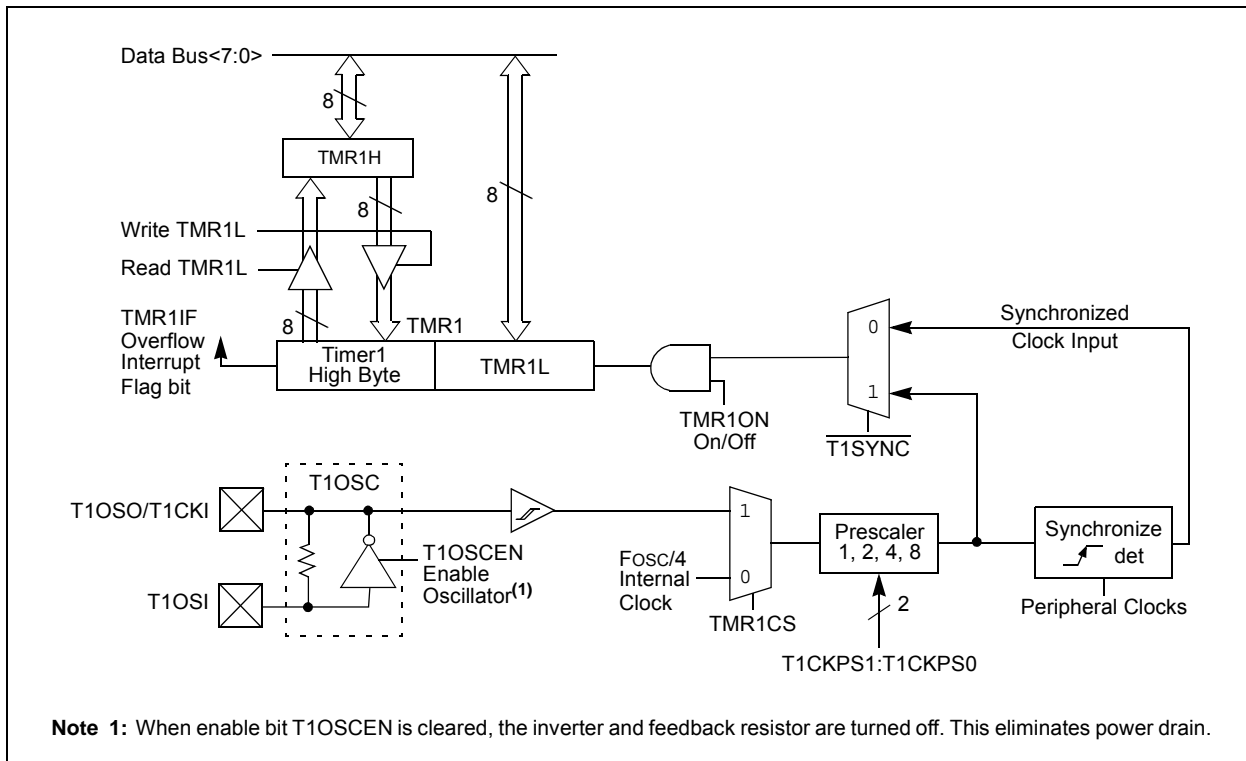 Data Bus<7:0>
8
TMR1H
8
8
Write TMR1L
Read TMR1L
8
TMR1
TMR1IF
Overflow
Interrupt
Flag bit
Timer1
High Byte
TMR1L
TMR1ON
On/Off
0
1
T1SYNC
Synchronized
Clock Input
T1OSC
T1OSO/T1CKI
T1OSI
T1OSCEN
Enable
Oscillator(1)
FOSC/4
Internal
Clock
1
0
TMR1CS
Prescaler
1, 2, 4, 8
2
T1CKPS1:T1CKPS0
Synchronize
det
Peripheral Clocks
Note 1: When enable bit T1OSCEN is cleared, the inverter and feedback resistor are turned off. This eliminates power drain.